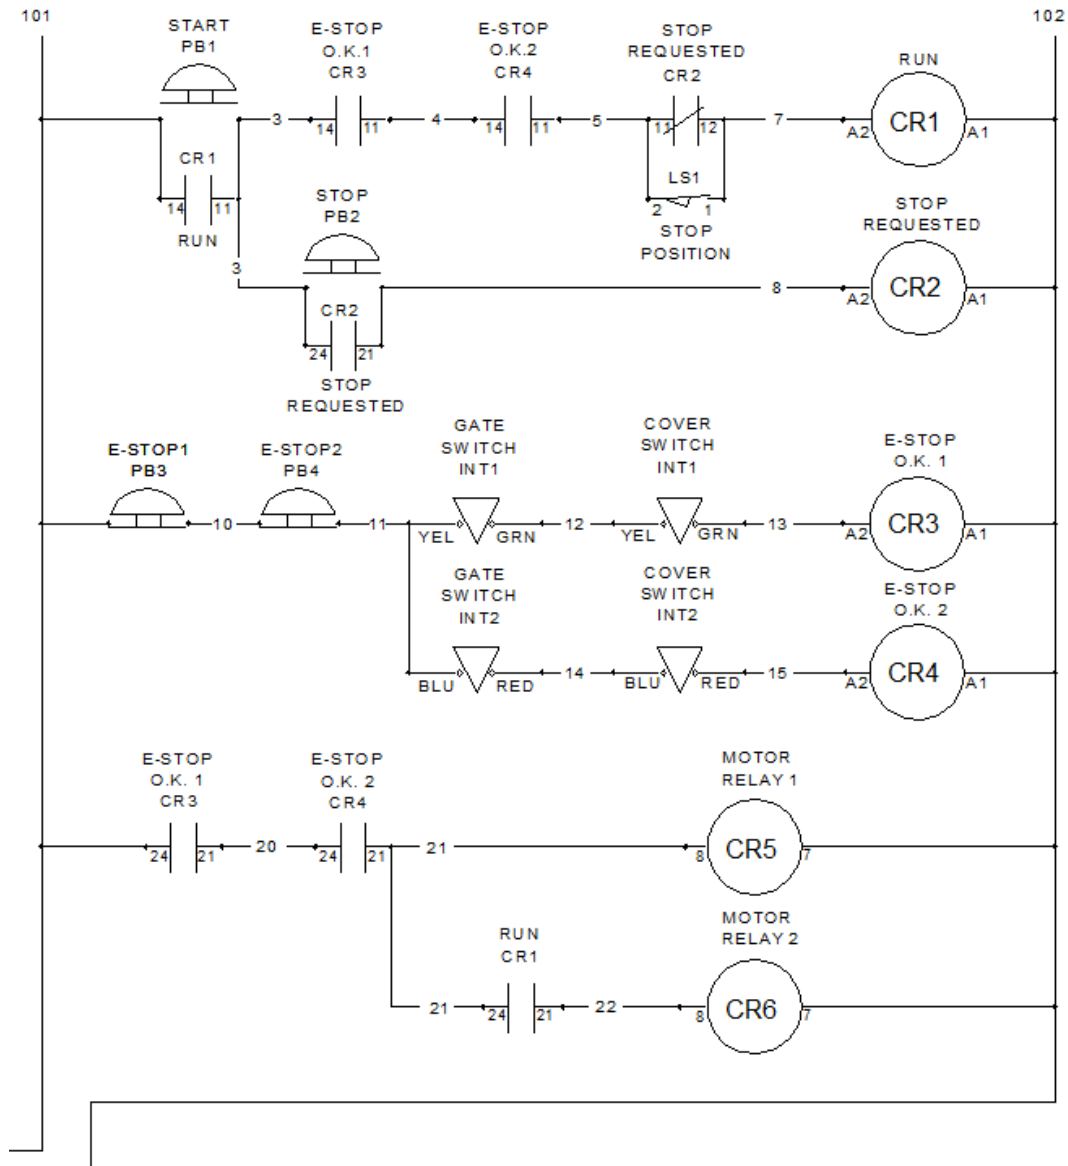 101
102
START
PB1
E-STOP
O.K.1
CR3
E-STOP
O.K.2
CR4
STOP
REQUESTED
CR2
RUN
3
14
11
4
14
11
5
11
12
7
A2
CR1
A1
CR1
14
11
RUN
LS1
2
1
STOP
POSITION
STOP
PB2
STOP
REQUESTED
3
8
A2
CR2
A1
CR2
24
21
STOP
REQUESTED
E-STOP1
PB3
E-STOP2
PB4
GATE
SWITCH
INT1
COVER
SWITCH
INT1
E-STOP
O.K. 1
10
11
YEL
GRN
12
YEL
GRN
13
A2
CR3
A1
GATE
SWITCH
INT2
COVER
SWITCH
INT2
E-STOP
O.K. 2
BLU
RED
14
BLU
RED
15
A2
CR4
A1
E-STOP
O.K. 1
CR3
E-STOP
O.K. 2
CR4
MOTOR
RELAY 1
24
21
20
24
21
21
8
CR5
7
RUN
CR1
MOTOR
RELAY 2
21
24
21
22
8
CR6
7